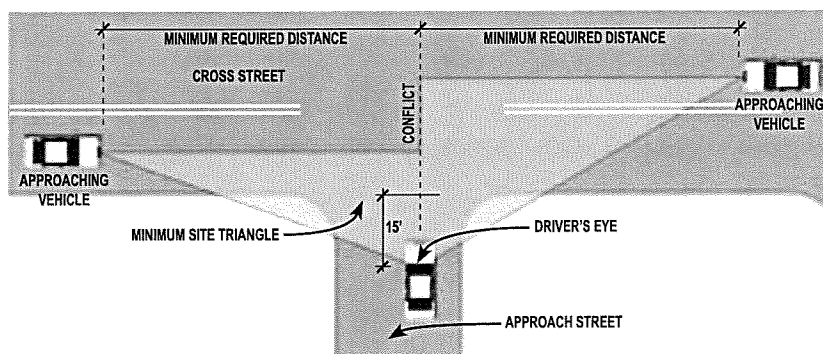 MINIMUM REQUIRED DISTANCE
MINIMUM REQUIRED DISTANCE
CROSS STREET
CONFLICT
APPROACHING
VEHICLE
APPROACHING
VEHICLE
MINIMUM SITE TRIANGLE
15'
DRIVER'S EYE
APPROACH STREET